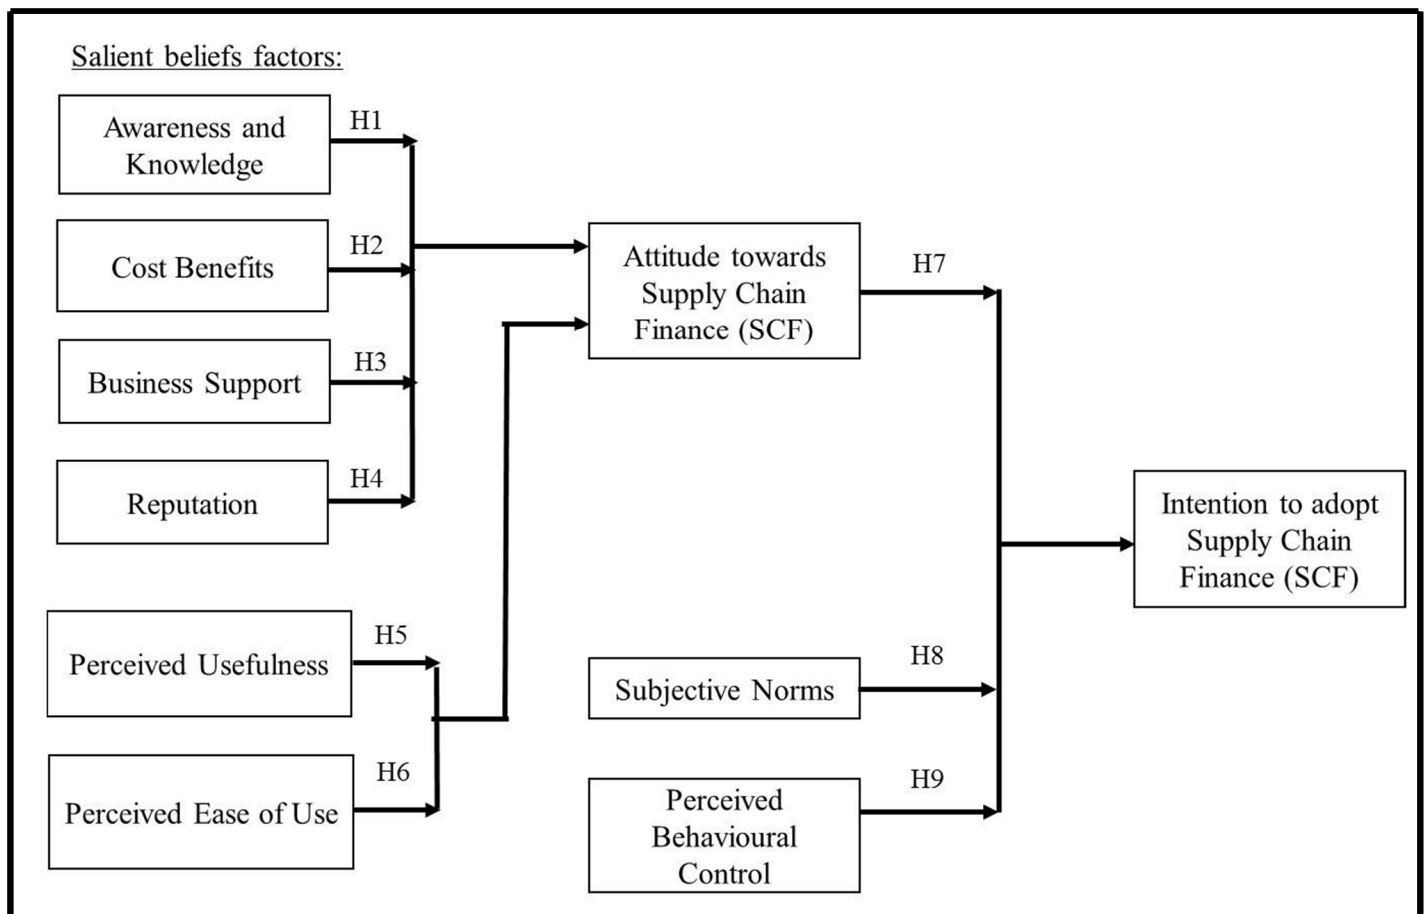 Salient beliefs factors:
Awareness and
Knowledge
H1
Cost Benefits
H2
Business Support
H3
Reputation
H4
Perceived Usefulness
H5
Perceived Ease of Use
H6
Attitude towards
Supply Chain
Finance (SCF)
H7
Subjective Norms
H8
Perceived
Behavioural
Control
H9
Intention to adopt
Supply Chain
Finance (SCF)